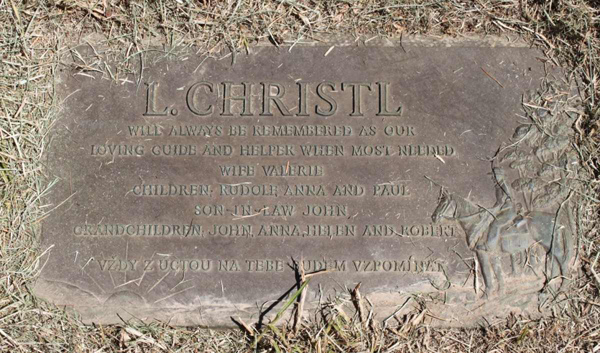 L. CHRISTL
WILL ALWAYS BE REMEMBERED AS OUR
LOVING GUIDE AND HELPER WHEN MOST NEEDED
WIFE VALERIE
CHILDREN, RUDOLF, ANNA AND PAUL
SON-IN-LAW JOHN
GRANDCHILDREN, JOHN, ANNA, HELEN AND ROBERT
VŽDY Z UCTOU NA TEBE BUDEM VZPOMÍNAT